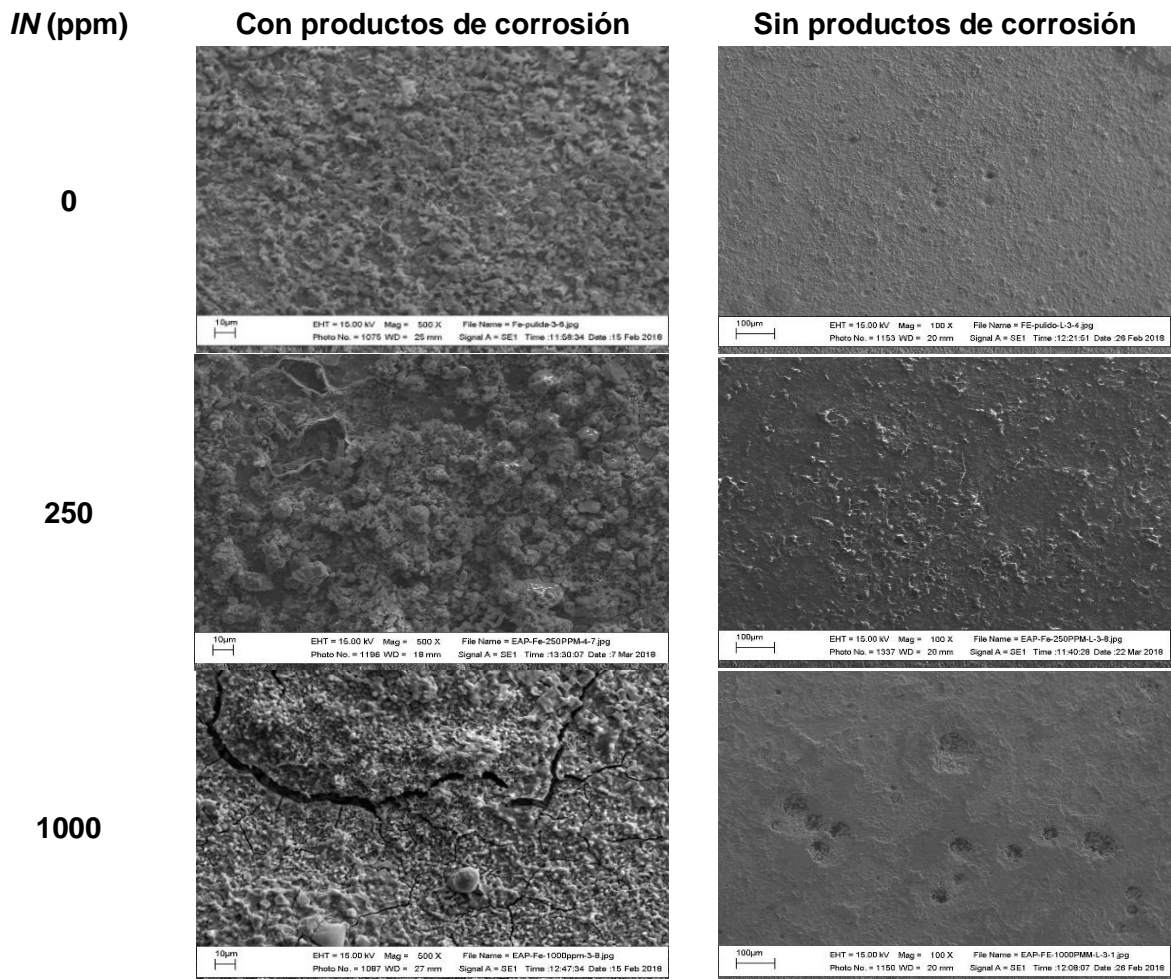 IN (ppm) Con productos de corrosión Sin productos de corrosión
0
10µm EHT = 15.00 kV Mag = 500 X File Name = Fe-pulida-3-6.jpg
Photo No. = 1075 WD = 25 mm Signal A = SE1 Time :11:58:34 Date :15 Feb 2018
100µm EHT = 15.00 kV Mag = 100 X File Name = FE-pulido-L-3-4.jpg
Photo No. = 1153 WD = 20 mm Signal A = SE1 Time :12:21:51 Date :26 Feb 2018
250
10µm EHT = 15.00 kV Mag = 500 X File Name = EAP-Fe-250PPM-4-7.jpg
Photo No. = 1196 WD = 18 mm Signal A = SE1 Time :13:30:07 Date :7 Mar 2018
100µm EHT = 15.00 kV Mag = 100 X File Name = EAP-Fe-250PPM-L-3-8.jpg
Photo No. = 1337 WD = 20 mm Signal A = SE1 Time :11:40:28 Date :22 Mar 2018
1000
10µm EHT = 15.00 kV Mag = 500 X File Name = EAP-Fe-1000ppm-3-8.jpg
Photo No. = 1087 WD = 27 mm Signal A = SE1 Time :12:47:34 Date :15 Feb 2018
100µm EHT = 15.00 kV Mag = 100 X File Name = EAP-FE-1000PMM-L-3-1.jpg
Photo No. = 1150 WD = 20 mm Signal A = SE1 Time :12:08:07 Date :26 Feb 2018